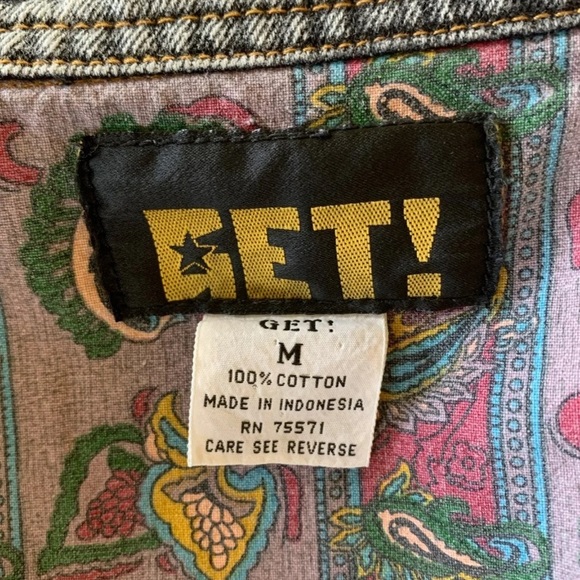 GET!
GET!
M
100% COTTON
MADE IN INDONESIA
RN 75571
CARE SEE REVERSE